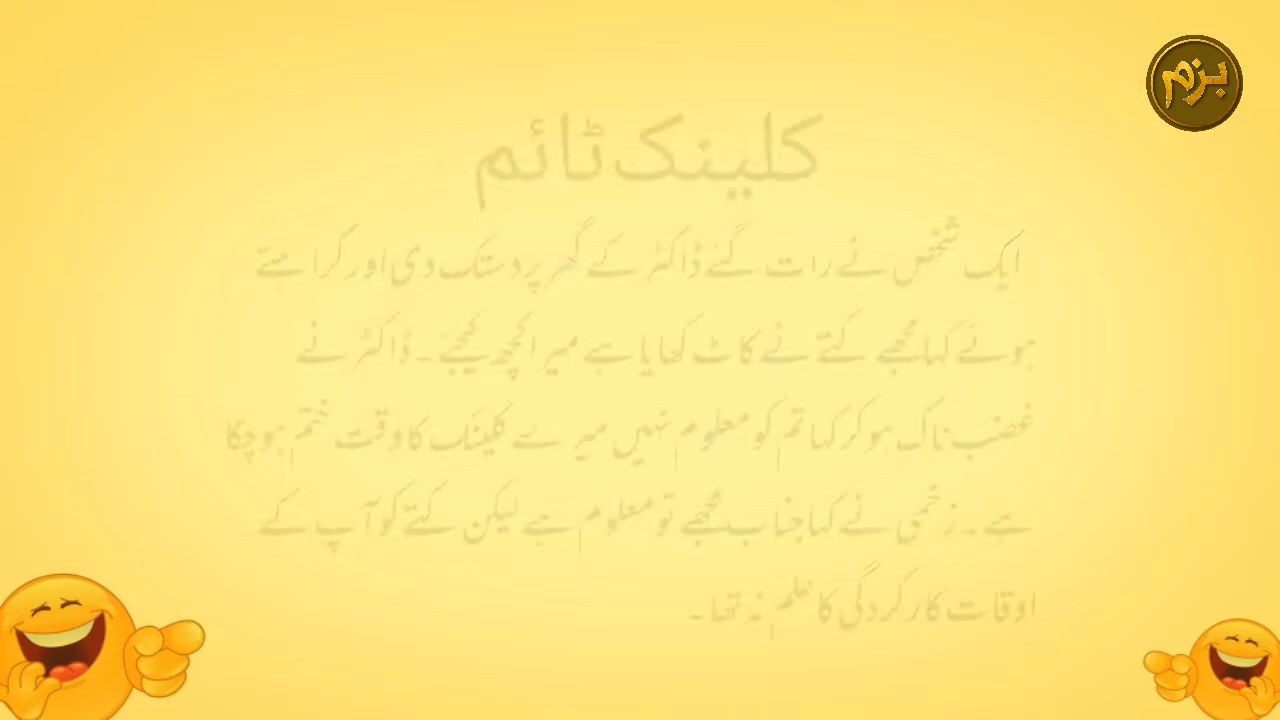 بزم
کلینک ٹائم
ایک شخص نے رات گئے ڈاکٹر کے گھر پر دستک دی اور کراہتے
ہوئے کہا مجھے کتے نے کاٹ کھایا ہے میرا کچھ کیجیے۔ ڈاکٹر نے
غضب ناک ہو کر کہا تم کو معلوم نہیں میرے کلینک کا وقت ختم ہو چکا
ہے۔ زخمی نے کہا جناب مجھے تو معلوم ہے لیکن کتے کو آپ کے
اوقات کارکردگی کا علم نہ تھا۔